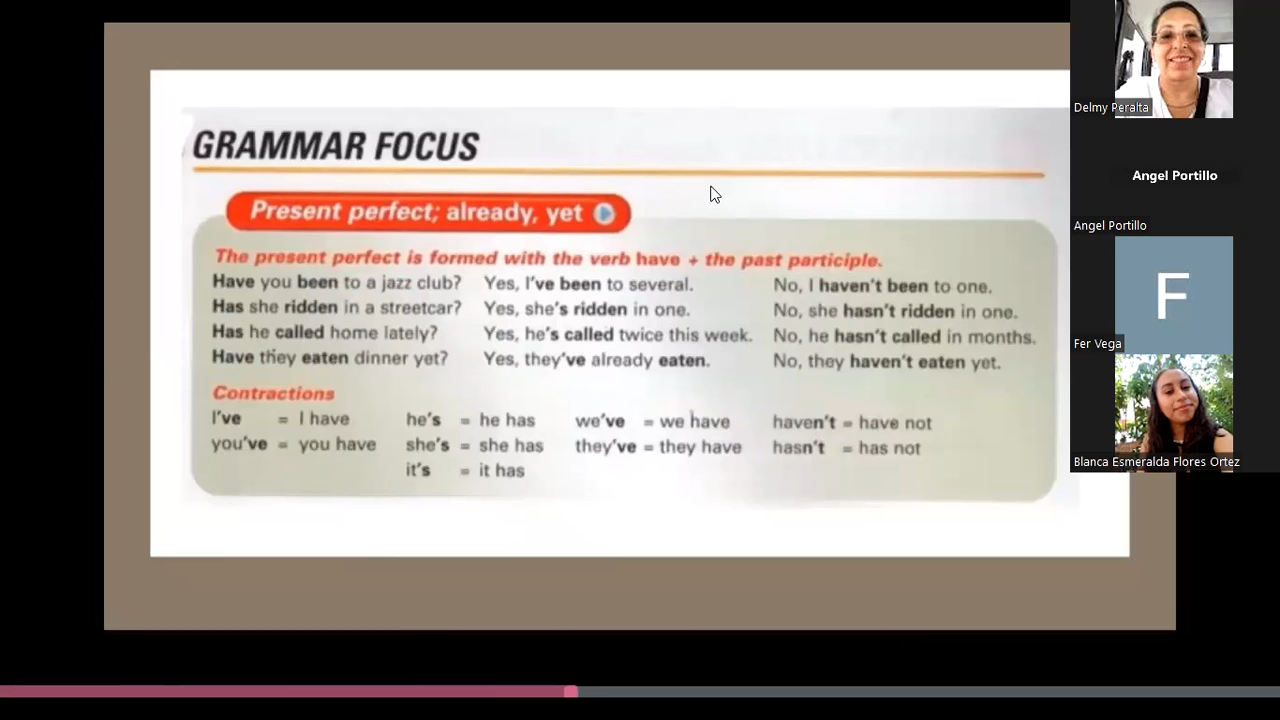 GRAMMAR FOCUS
Present perfect; already, yet
The present perfect is formed with the verb have + the past participle.
Have you been to a jazz club? Yes, I've been to several. No, I haven't been to one.
Has she ridden in a streetcar? Yes, she's ridden in one. No, she hasn't ridden in one.
Has he called home lately? Yes, he's called twice this week. No, he hasn't called in months.
Have they eaten dinner yet? Yes, they've already eaten. No, they haven't eaten yet.
Contractions
I've = I have he's = he has we've = we have haven't = have not
you've = you have she's = she has they've = they have hasn't = has not
it's = it has
Delmy Peralta
Angel Portillo
Angel Portillo
F
Fer Vega
Blanca Esmeralda Flores Ortez